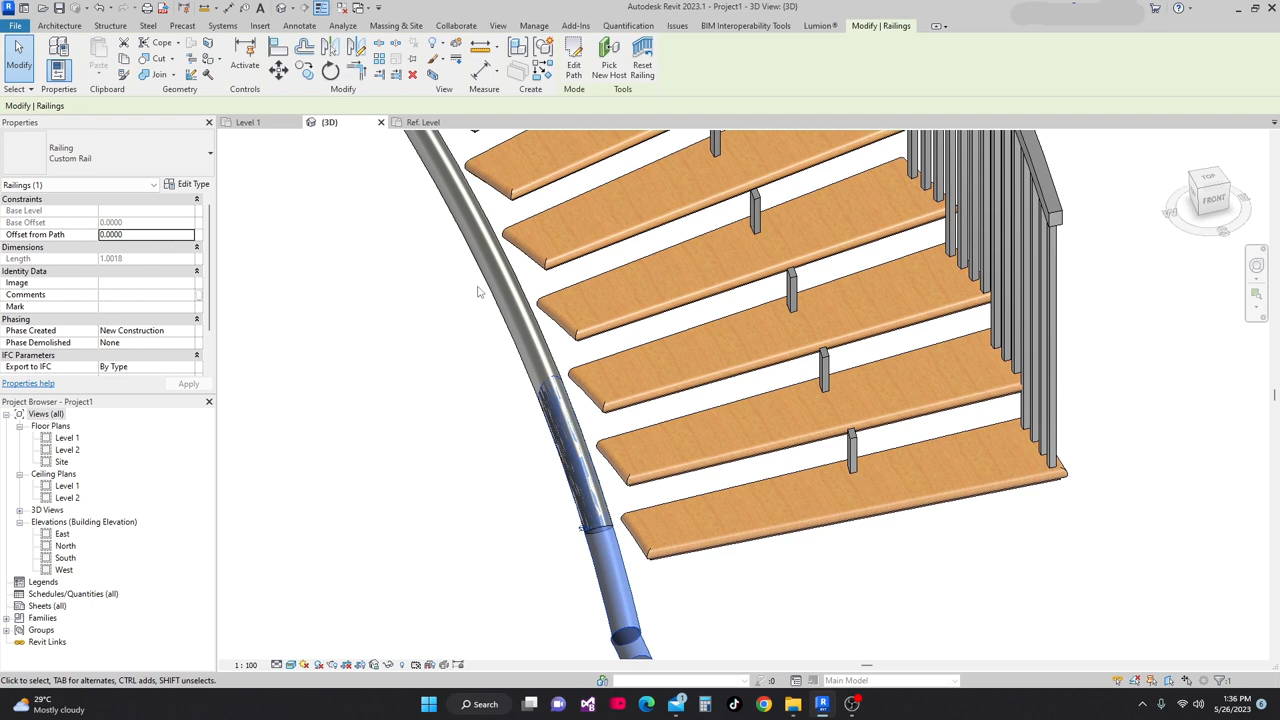 Autodesk Revit 2023.1 - Project1 - 3D View: {3D}
File Architecture Structure Steel Precast Systems Insert Annotate Analyze Massing & Site Collaborate View Manage Add-Ins Quantification Issues BIM Interoperability Tools Lumion® Modify | Railings
Modify Paste Cope Cut Join Activate Edit Path Pick New Host Reset Railing
Select Properties Clipboard Geometry Controls Modify View Measure Create Mode Tools
Modify | Railings
Properties
Level 1 {3D} Ref. Level
Railing
Custom Rail
Railings (1) Edit Type
Constraints
Base Level
Base Offset 0.0000
Offset from Path 0.0000
Dimensions
Length 1.0018
Identity Data
Image
Comments
Mark
Phasing
Phase Created New Construction
Phase Demolished None
IFC Parameters
Export to IFC By Type
Properties help Apply
Project Browser - Project1
Views (all)
Floor Plans
Level 1
Level 2
Site
Ceiling Plans
Level 1
Level 2
3D Views
Elevations (Building Elevation)
East
North
South
West
Legends
Schedules/Quantities (all)
Sheets (all)
Families
Groups
Revit Links
TOP
FRONT
W
1 : 100
Click to select, TAB for alternates, CTRL adds, SHIFT unselects. :0 Main Model :1
29°C
Mostly cloudy
Search
1:36 PM
5/26/2023